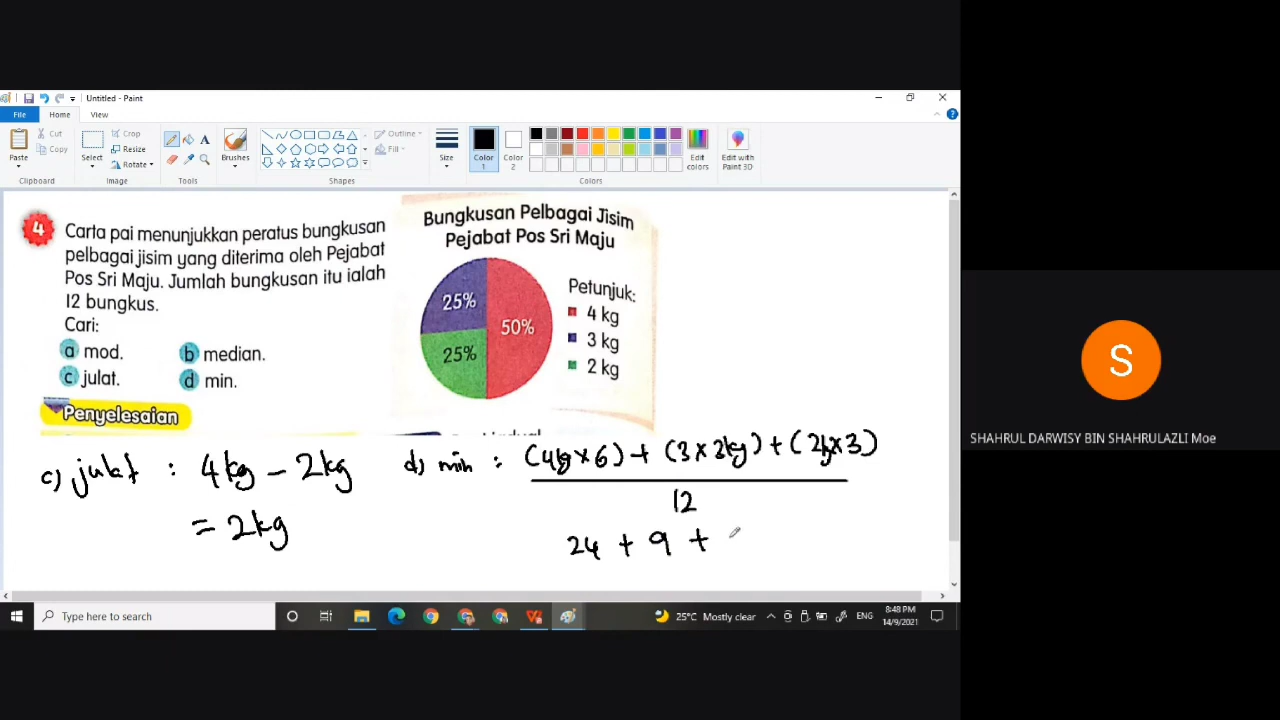 Untitled - Paint
File Home View
Cut
Copy
Paste
Clipboard
Crop
Resize
Rotate
Select
Image
Tools
Brushes
Shapes
Outline
Fill
Size
Color 1
Color 2
Colors
Edit colors
Edit with Paint 3D
4
Carta pai menunjukkan peratus bungkusan
pelbagai jisim yang diterima oleh Pejabat
Pos Sri Maju. Jumlah bungkusan itu ialah
12 bungkus.
Cari:
a mod. b median.
c julat. d min.
Penyelesaian
Bungkusan Pelbagai Jisim
Pejabat Pos Sri Maju
25%
50%
25%
Petunjuk:
4 kg
3 kg
2 kg
c) julat : 4kg - 2kg
= 2kg
d) min : (4kg × 6) + (3 × 3kg) + (2kg × 3)
12
24 + 9 +
Type here to search
25°C Mostly clear
ENG
8:48 PM
14/9/2021
S
SHAHRUL DARWISY BIN SHAHRULAZLI Moe